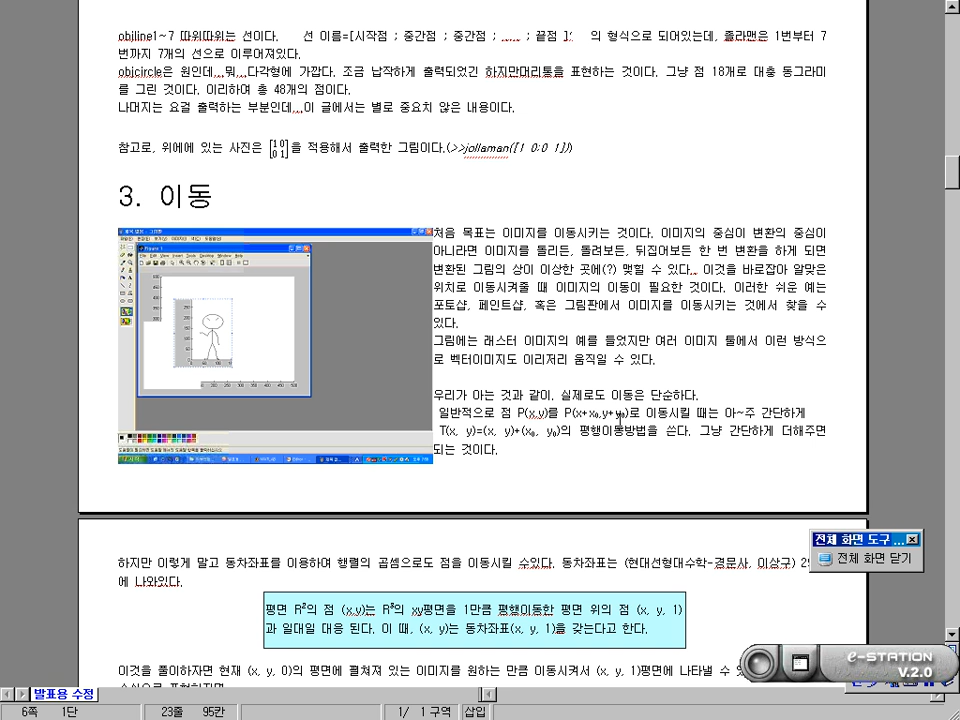 objline1~7 따위따위는 선이다. 선 이름=[시작점 ; 중간점 ; 중간점 ; ..... ; 끝점 ]' 의 형식으로 되어있는데, 졸라맨은 1번부터 7
번까지 7개의 선으로 이루어져있다.
objcircle은 원인데...뭐...다각형에 가깝다. 조금 납작하게 출력되었긴 하지만머리통을 표현하는 것이다. 그냥 점 18개로 대충 동그라미
를 그린 것이다. 이리하여 총 48개의 점이다.
나머지는 요걸 출력하는 부분인데...이 글에서는 별로 중요치 않은 내용이다.
참고로, 위에에 있는 사진은 [1 0 0 1]을 적용해서 출력한 그림이다.(>>jollaman([1 0:0 1]))
3. 이동
처음 목표는 이미지를 이동시키는 것이다. 이미지의 중심이 변환의 중심이
아니라면 이미지를 돌리든, 돌려보든, 뒤집어보든 한 번 변환을 하게 되면
변환된 그림의 상이 이상한 곳에(?) 맺힐 수 있다.. 이것을 바로잡아 알맞은
위치로 이동시켜줄 때 이미지의 이동이 필요한 것이다. 이러한 쉬운 예는
포토샵, 페인트샵, 혹은 그림판에서 이미지를 이동시키는 것에서 찾을 수
있다.
그림에는 래스터 이미지의 예를 들었지만 여러 이미지 툴에서 이런 방식으
로 벡터이미지도 이리저리 움직일 수 있다.
우리가 아는 것과 같이. 실제로도 이동은 단순하다.
일반적으로 점 P(x,y)를 P(x+x₀,y+y₀)로 이동시킬 때는 아~주 간단하게
T(x, y)=(x, y)+(x₀, y₀)의 평행이동방법을 쓴다. 그냥 간단하게 더해주면
되는 것이다.
하지만 이렇게 말고 동차좌표를 이용하여 행렬의 곱셈으로도 점을 이동시킬 수있다. 동차좌표는 (현대선형대수학-경문사, 이상구)
에 나와있다.
평면 R²의 점 (x,y)는 R³의 xy평면을 1만큼 평행이동한 평면 위의 점 (x, y, 1)
과 일대일 대응 된다. 이 때, (x, y)는 동차좌표(x, y, 1)을 갖는다고 한다.
이것을 풀이하자면 현재 (x, y, 0)의 평면에 펼쳐져 있는 이미지를 원하는 만큼 이동시켜서 (x, y, 1)평면에 나타낼 수
전체 화면 도구 ...
전체 화면 닫기
e-STATION
V.2.0
발표용 수정
6쪽 1단 23줄 95칸 1/ 1 구역 삽입